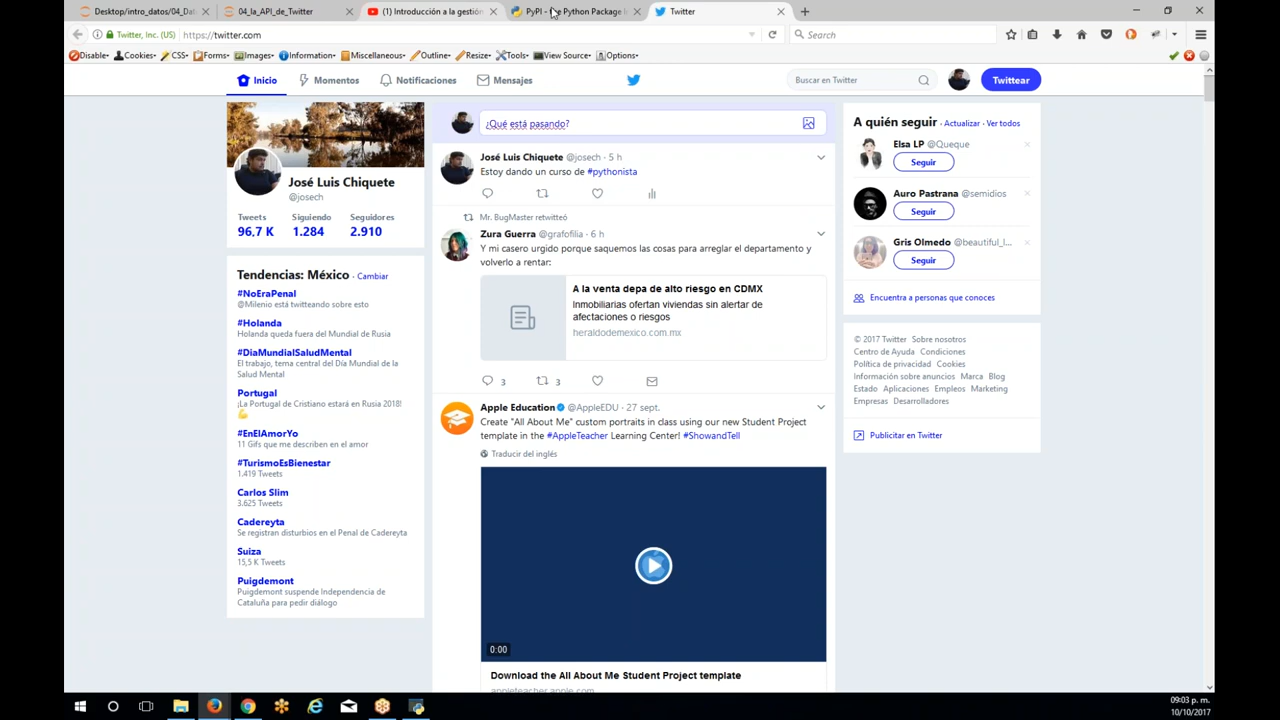 Desktop/intro_datos/04_Dat
04_la_API_de_Twitter
(1) Introducción a la gestión
PyPI - the Python Package I
Twitter
Twitter, Inc. (US)
https://twitter.com
Search
Disable
Cookies
CSS
Forms
Images
Information
Miscellaneous
Outline
Resize
Tools
View Source
Options
Inicio
Momentos
Notificaciones
Mensajes
Buscar en Twitter
Twittear
José Luis Chiquete
@josech
Tweets Siguiendo Seguidores
96,7 K 1.284 2.910
Tendencias: México · Cambiar
#NoEraPenal
@Milenio está twitteando sobre esto
#Holanda
Holanda queda fuera del Mundial de Rusia
#DiaMundialSaludMental
El trabajo, tema central del Día Mundial de la
Salud Mental
Portugal
¡La Portugal de Cristiano estará en Rusia 2018!
#EnElAmorYo
11 Gifs que me describen en el amor
#TurismoEsBienestar
1.419 Tweets
Carlos Slim
3.625 Tweets
Cadereyta
Se registran disturbios en el Penal de Cadereyta
Suiza
15,5 K Tweets
Puigdemont
Puigdemont suspende Independencia de
Cataluña para pedir diálogo
¿Qué está pasando?
José Luis Chiquete @josech · 5 h
Estoy dando un curso de #pythonista
Mr. BugMaster retwitteó
Zura Guerra @grafofilia · 6 h
Y mi casero urgido porque saquemos las cosas para arreglar el departamento y
volverlo a rentar:
A la venta depa de alto riesgo en CDMX
Inmobiliarias ofertan viviendas sin alertar de
afectaciones o riesgos
heraldodemexico.com.mx
3 3
Apple Education @AppleEDU · 27 sept.
Create "All About Me" custom portraits in class using our new Student Project
template in the #AppleTeacher Learning Center! #ShowandTell
Traducir del inglés
0:00
Download the All About Me Student Project template
appleteacher.apple.com
A quién seguir · Actualizar · Ver todos
Elsa LP @Queque
Seguir
Auro Pastrana @semidios
Seguir
Gris Olmedo @beautiful_l...
Seguir
Encuentra a personas que conoces
© 2017 Twitter Sobre nosotros
Centro de Ayuda Condiciones
Política de privacidad Cookies
Información sobre anuncios Marca Blog
Estado Aplicaciones Empleos Marketing
Empresas Desarrolladores
Publicitar en Twitter
09:03 p. m.
10/10/2017